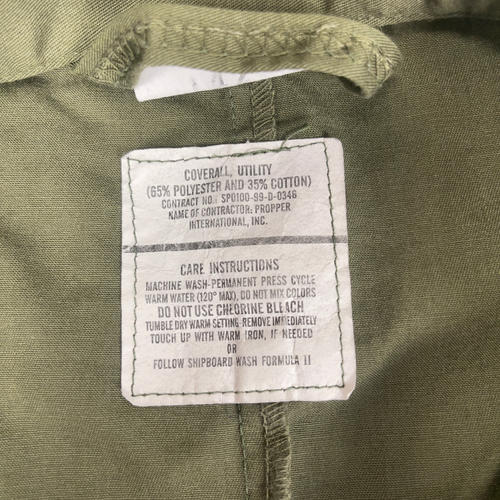 COVERALL, UTILITY
(65% POLYESTER AND 35% COTTON)
CONTRACT NO. SPO100-99-D-0346
NAME OF CONTRACTOR: PROPPER
INTERNATIONAL, INC.
CARE INSTRUCTIONS
MACHINE WASH-PERMANENT PRESS CYCLE
WARM WATER (120° MAX), DO NOT MIX COLORS
DO NOT USE CHLORINE BLEACH
TUMBLE DRY WARM SETTING-REMOVE IMMEDIATELY
TOUCH UP WITH WARM IRON, IF NEEDED
OR
FOLLOW SHIPBOARD WASH FORMULA II